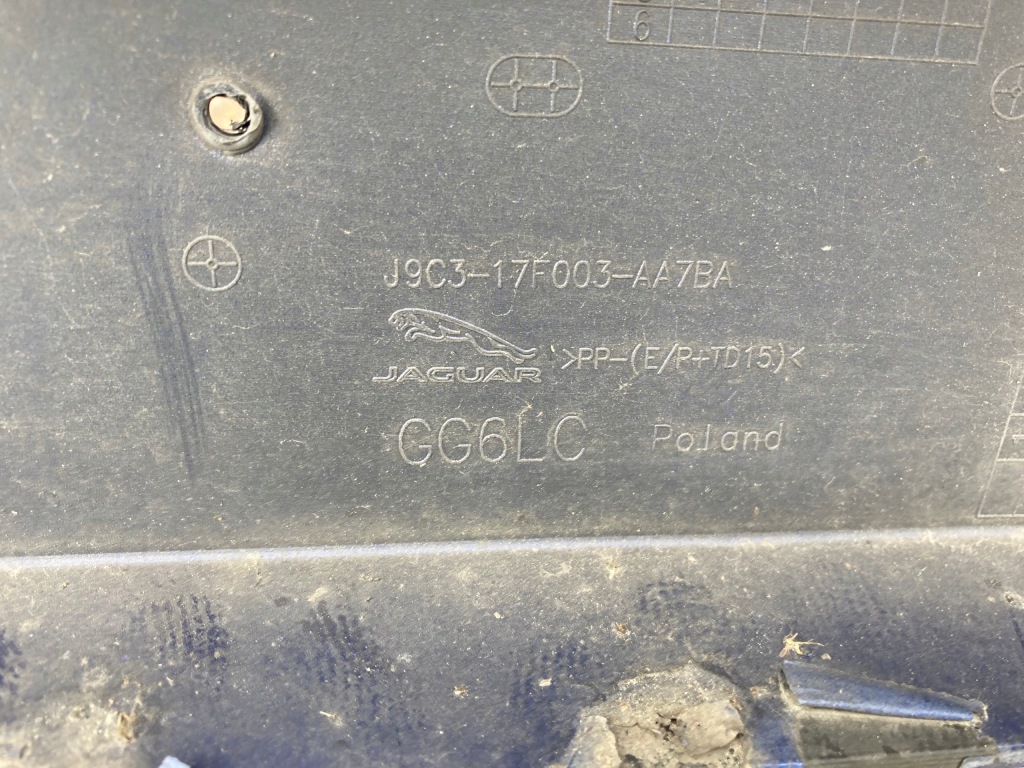 6
J9C3-17F003-AA7BA
JAGUAR
>PP-(E/P+TD15)<
GG6LC
Poland